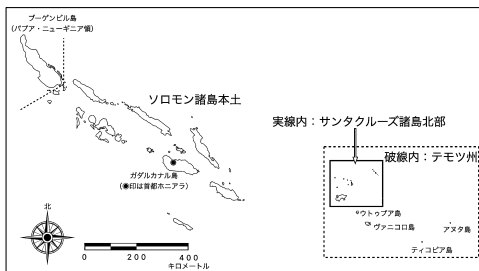 ブーゲンビル島
(パプア・ニューギニア領)
ソロモン諸島本土
実線内:サンタクルーズ諸島北部
破線内:テモツ州
ガダルカナル島
(◉印は首都ホニアラ)
北
ウトゥプア島
ヴァニコロ島
アヌタ島
ティコピア島
0 200 400
キロメートル